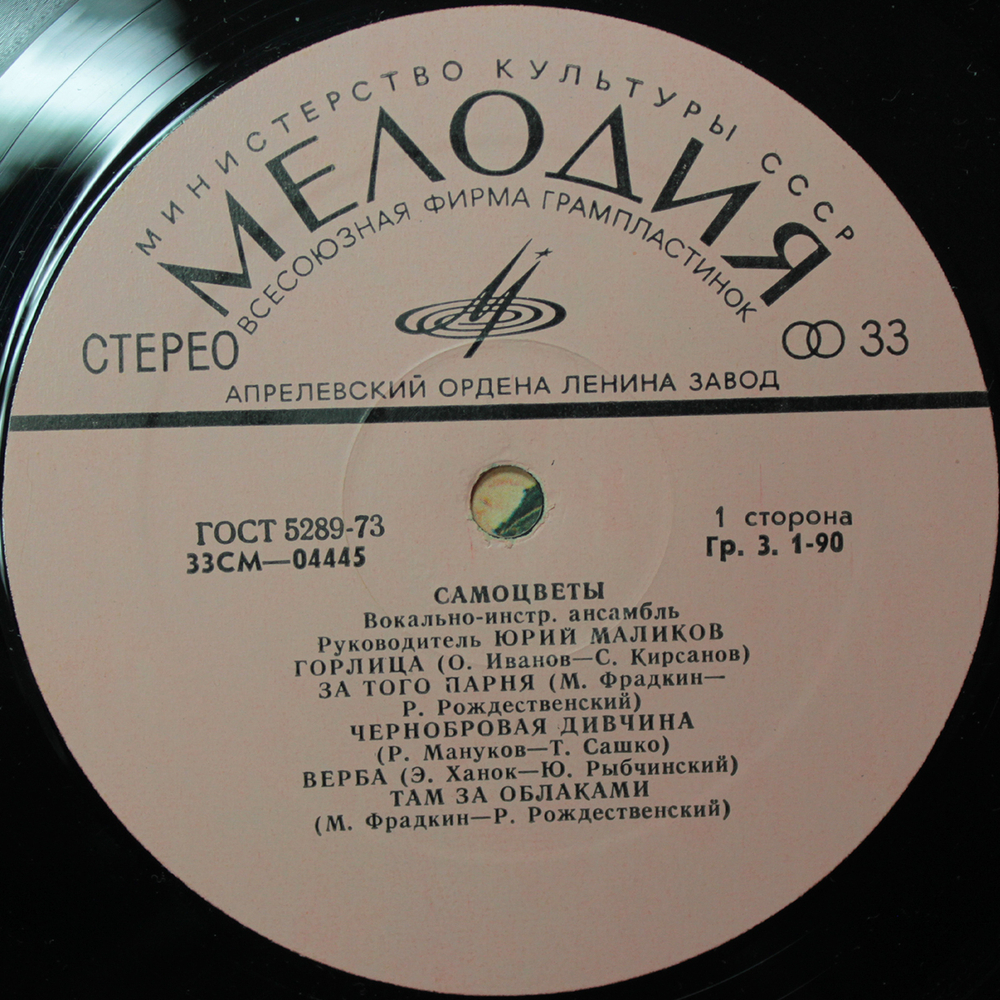 МИНИСТЕРСТВО КУЛЬТУРЫ СССР
МЕЛОДИЯ
ВСЕСОЮЗНАЯ ФИРМА ГРАМПЛАСТИНОК
СТЕРЕО
33
АПРЕЛЕВСКИЙ ОРДЕНА ЛЕНИНА ЗАВОД
ГОСТ 5289-73
33СМ—04445
1 сторона
Гр. 3. 1-90
САМОЦВЕТЫ
Вокально-инстр. ансамбль
Руководитель ЮРИЙ МАЛИКОВ
ГОРЛИЦА (О. Иванов—С. Кирсанов)
ЗА ТОГО ПАРНЯ (М. Фрадкин—
Р. Рождественский)
ЧЕРНОБРОВАЯ ДИВЧИНА
(Р. Мануков—Т. Сашко)
ВЕРБА (Э. Ханок—Ю. Рыбчинский)
ТАМ ЗА ОБЛАКАМИ
(М. Фрадкин—Р. Рождественский)